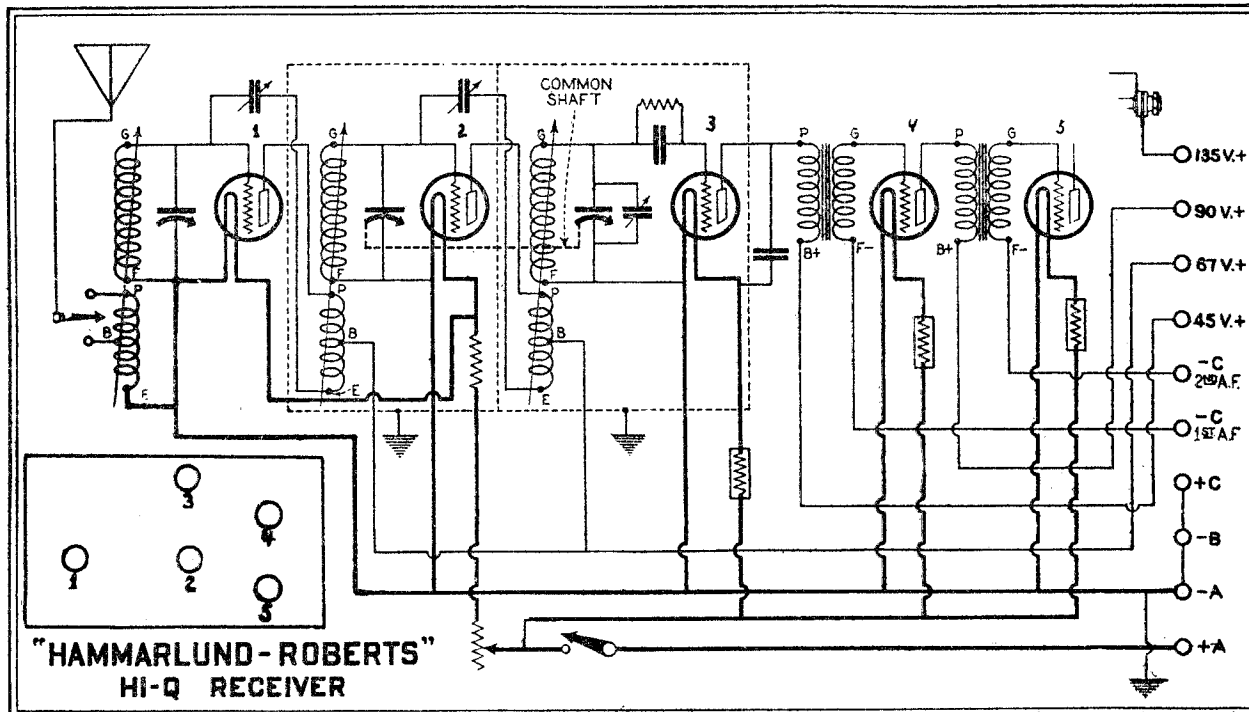 COMMON
SHAFT
1
2
3
4
5
G
G
G
P
G
P
G
135 V.+
90 V.+
67 V.+
45 V.+
-C
2ND A.F.
-C
1ST A.F
+C
-B
-A
+A
B+
F-
B+
F-
F
P
B
E
F
P
B
E
F
P
B
E
3
4
1
2
5
"HAMMARLUND-ROBERTS"
HI-Q RECEIVER